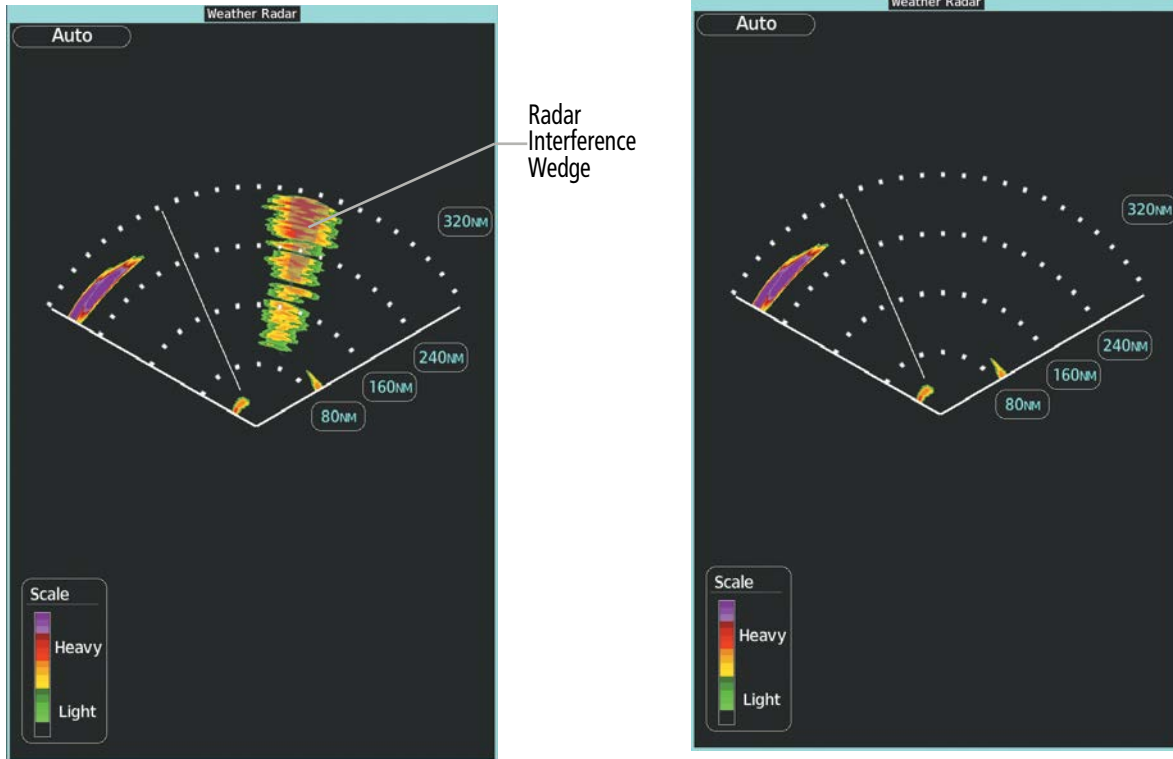 Weather Radar
Auto
320NM
240NM
160NM
80NM
Scale
Heavy
Light
Radar
Interference
Wedge
Weather Radar
Auto
320NM
240NM
160NM
80NM
Scale
Heavy
Light